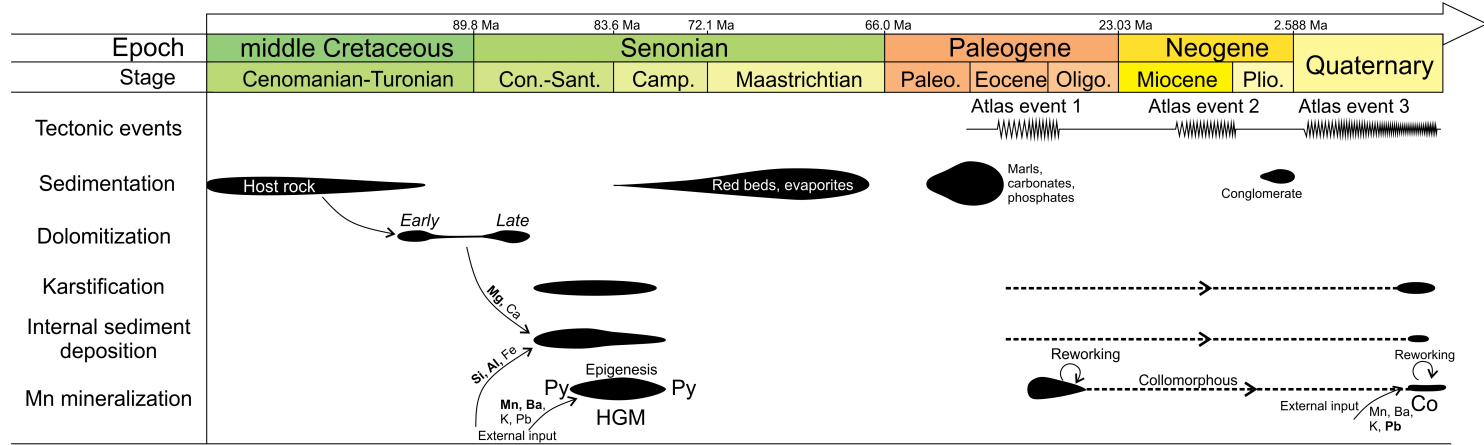 89.8 Ma 83.6 Ma 72.1 Ma 66.0 Ma 23.03 Ma 2.588 Ma
Epoch middle Cretaceous Senonian Paleogene Neogene Quaternary
Stage Cenomanian-Turonian Con.-Sant. Camp. Maastrichtian Paleo. Eocene Oligo. Miocene Plio.
Atlas event 1 Atlas event 2 Atlas event 3
Tectonic events
Sedimentation Host rock Red beds, evaporites
Marls,
carbonates,
phosphates
Conglomerate
Early Late
Dolomitization
Karstification
Mg, Ca
Internal sediment
deposition
Si, Al, Fe
Reworking Reworking
Epigenesis
Collomorphous
Mn mineralization Py Py
Mn, Ba,
K, Pb
HGM
External input
External input
Co
Mn, Ba,
K, Pb